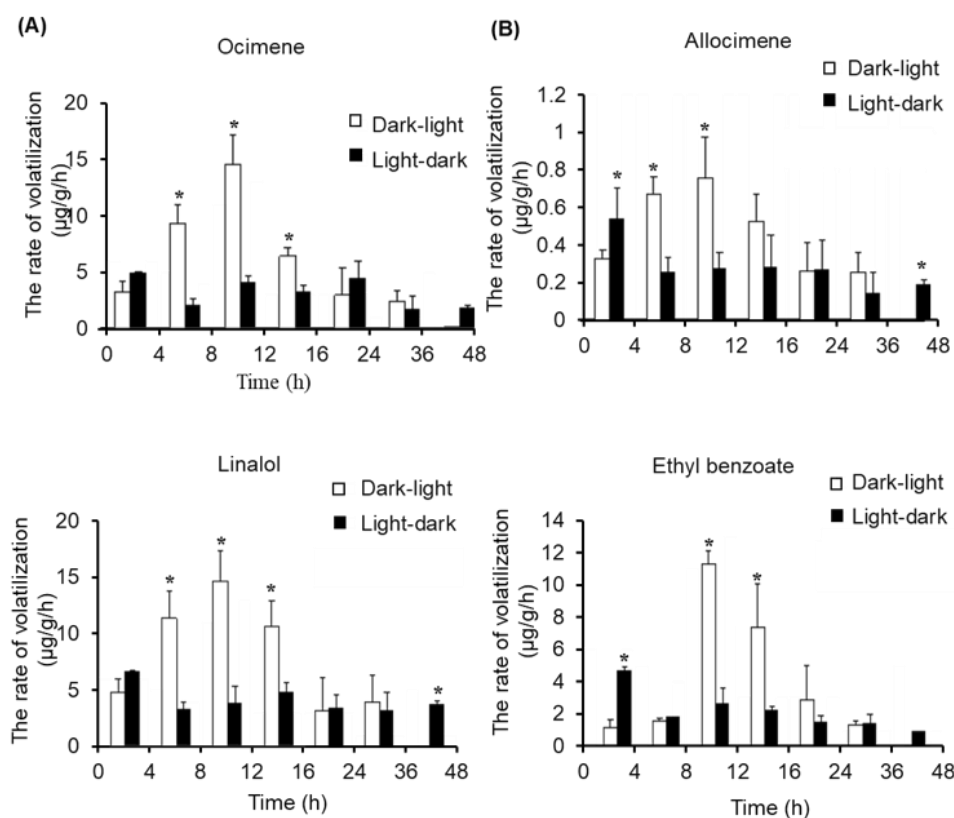 (A)
Ocimene
The rate of volatilization
(µg/g/h)
20
15
10
5
0
Dark-light
Light-dark
*
*
*
0 4 8 12 16 24 36 48
Time (h)
(B)
Allocimene
The rate of volatilization
(µg/g/h)
1.2
1
0.8
0.6
0.4
0.2
0
Dark-light
Light-dark
*
*
*
*
0 4 8 12 16 24 36 48
Linalol
The rate of volatilization
(µg/g/h)
20
15
10
5
0
Dark-light
Light-dark
*
*
*
*
0 4 8 12 16 24 36 48
Time (h)
Ethyl benzoate
The rate of volatilization
(µg/g/h)
14
12
10
8
6
4
2
0
Dark-light
Light-dark
*
*
*
0 4 8 12 16 24 36 48
Time (h)